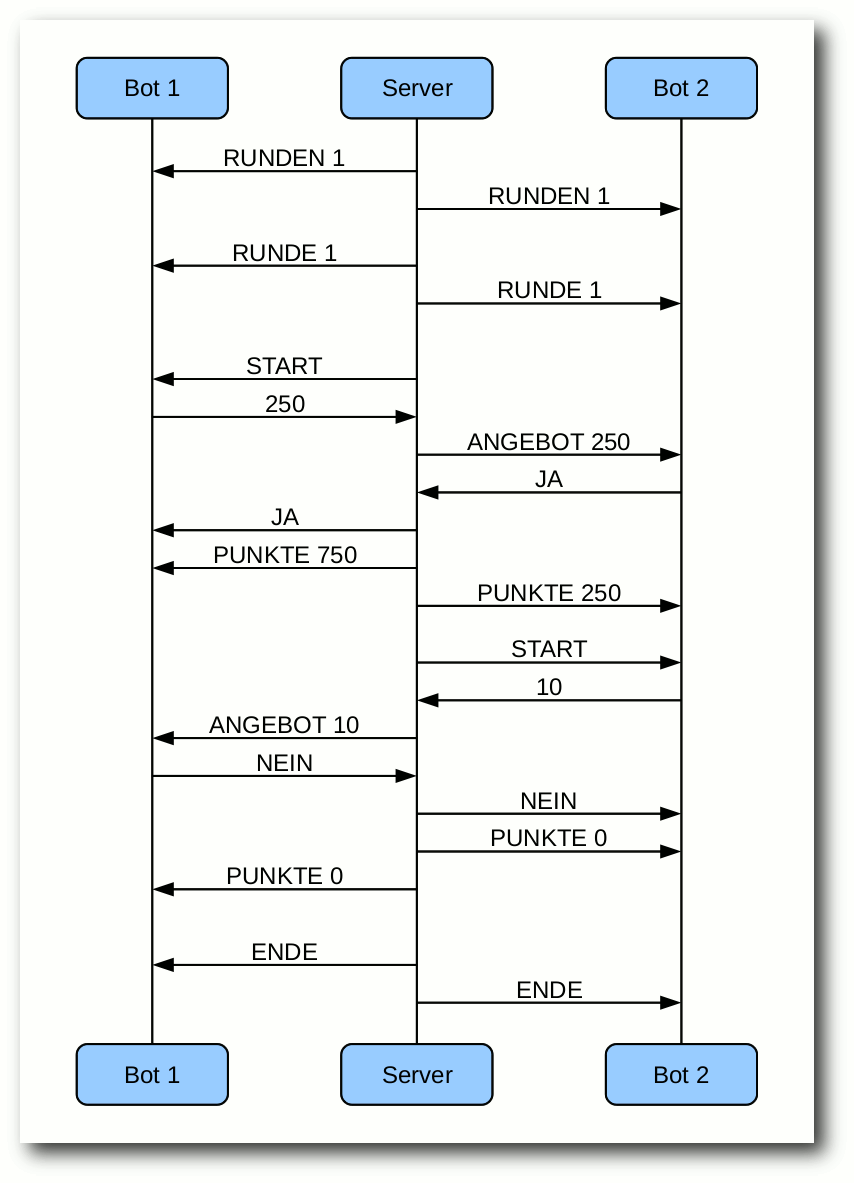 Bot 1
Server
Bot 2
RUNDEN 1
RUNDEN 1
RUNDE 1
RUNDE 1
START
250
ANGEBOT 250
JA
JA
PUNKTE 750
PUNKTE 250
START
10
ANGEBOT 10
NEIN
NEIN
PUNKTE 0
PUNKTE 0
ENDE
ENDE
Bot 1
Server
Bot 2